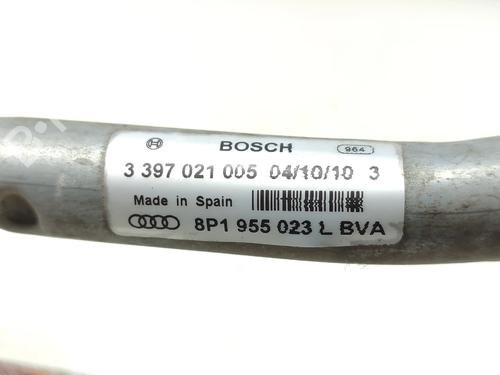 BOSCH 964
3 397 021 005 04/10/10 3
Made in Spain
8P1 955 023 L BVA